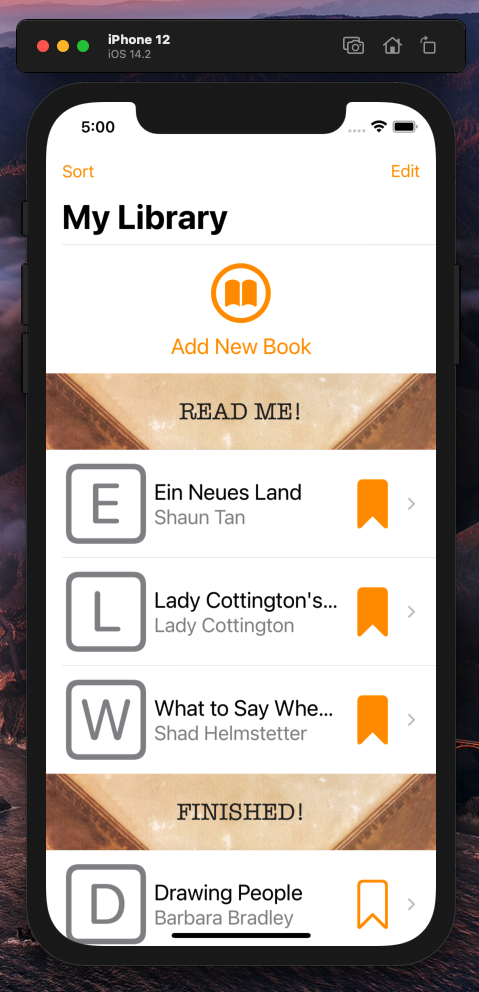 iPhone 12
iOS 14.2
5:00
Sort
Edit
My Library
Add New Book
READ ME!
E
Ein Neues Land
Shaun Tan
L
Lady Cottington's...
Lady Cottington
W
What to Say Whe...
Shad Helmstetter
FINISHED!
D
Drawing People
Barbara Bradley